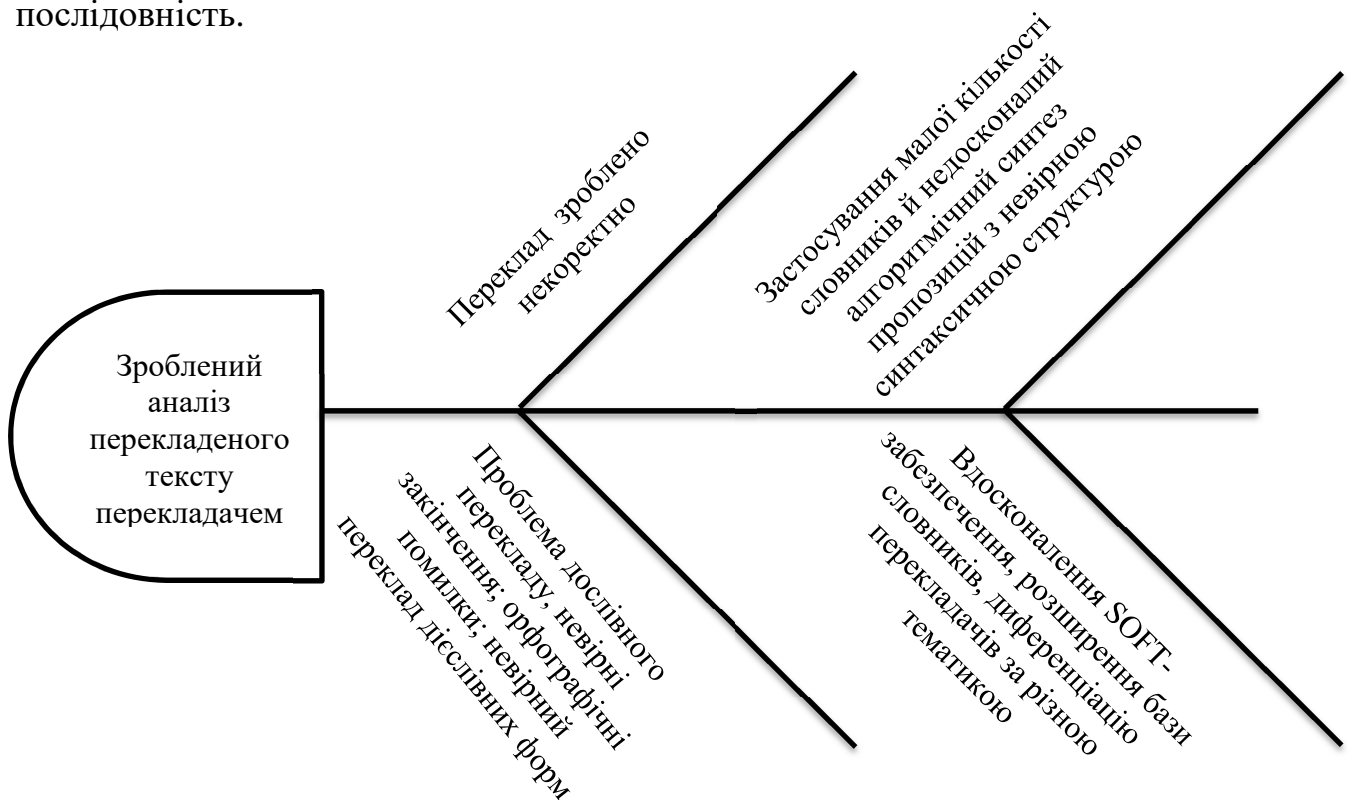 послідовність.
Зроблений
аналіз
перекладеного
тексту
перекладачем
Переклад зроблено
некоректно
Застосування малої кількості
словників й недосконалий
алгоритмічний синтез
пропозицій з невірною
синтаксичною структурою
Проблема дослівного
перекладу, невірні
закінчення; орфографічні
помилки; невірний
переклад дієслівних форм
Вдосконалення SOFT-
забезпечення, розширення бази
словників, диференціацію
перекладачів за різною
тематикою